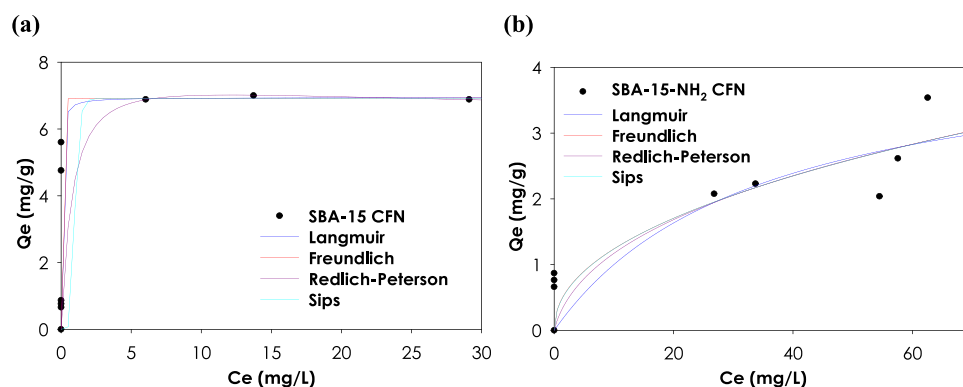 (a)
8
6
4
2
0
Qe (mg/g)
SBA-15 CFN
Langmuir
Freundlich
Redlich-Peterson
Sips
0 5 10 15 20 25 30
Ce (mg/L)
(b)
4
3
2
1
0
Qe (mg/g)
SBA-15-NH₂ CFN
Langmuir
Freundlich
Redlich-Peterson
Sips
0 20 40 60
Ce (mg/L)